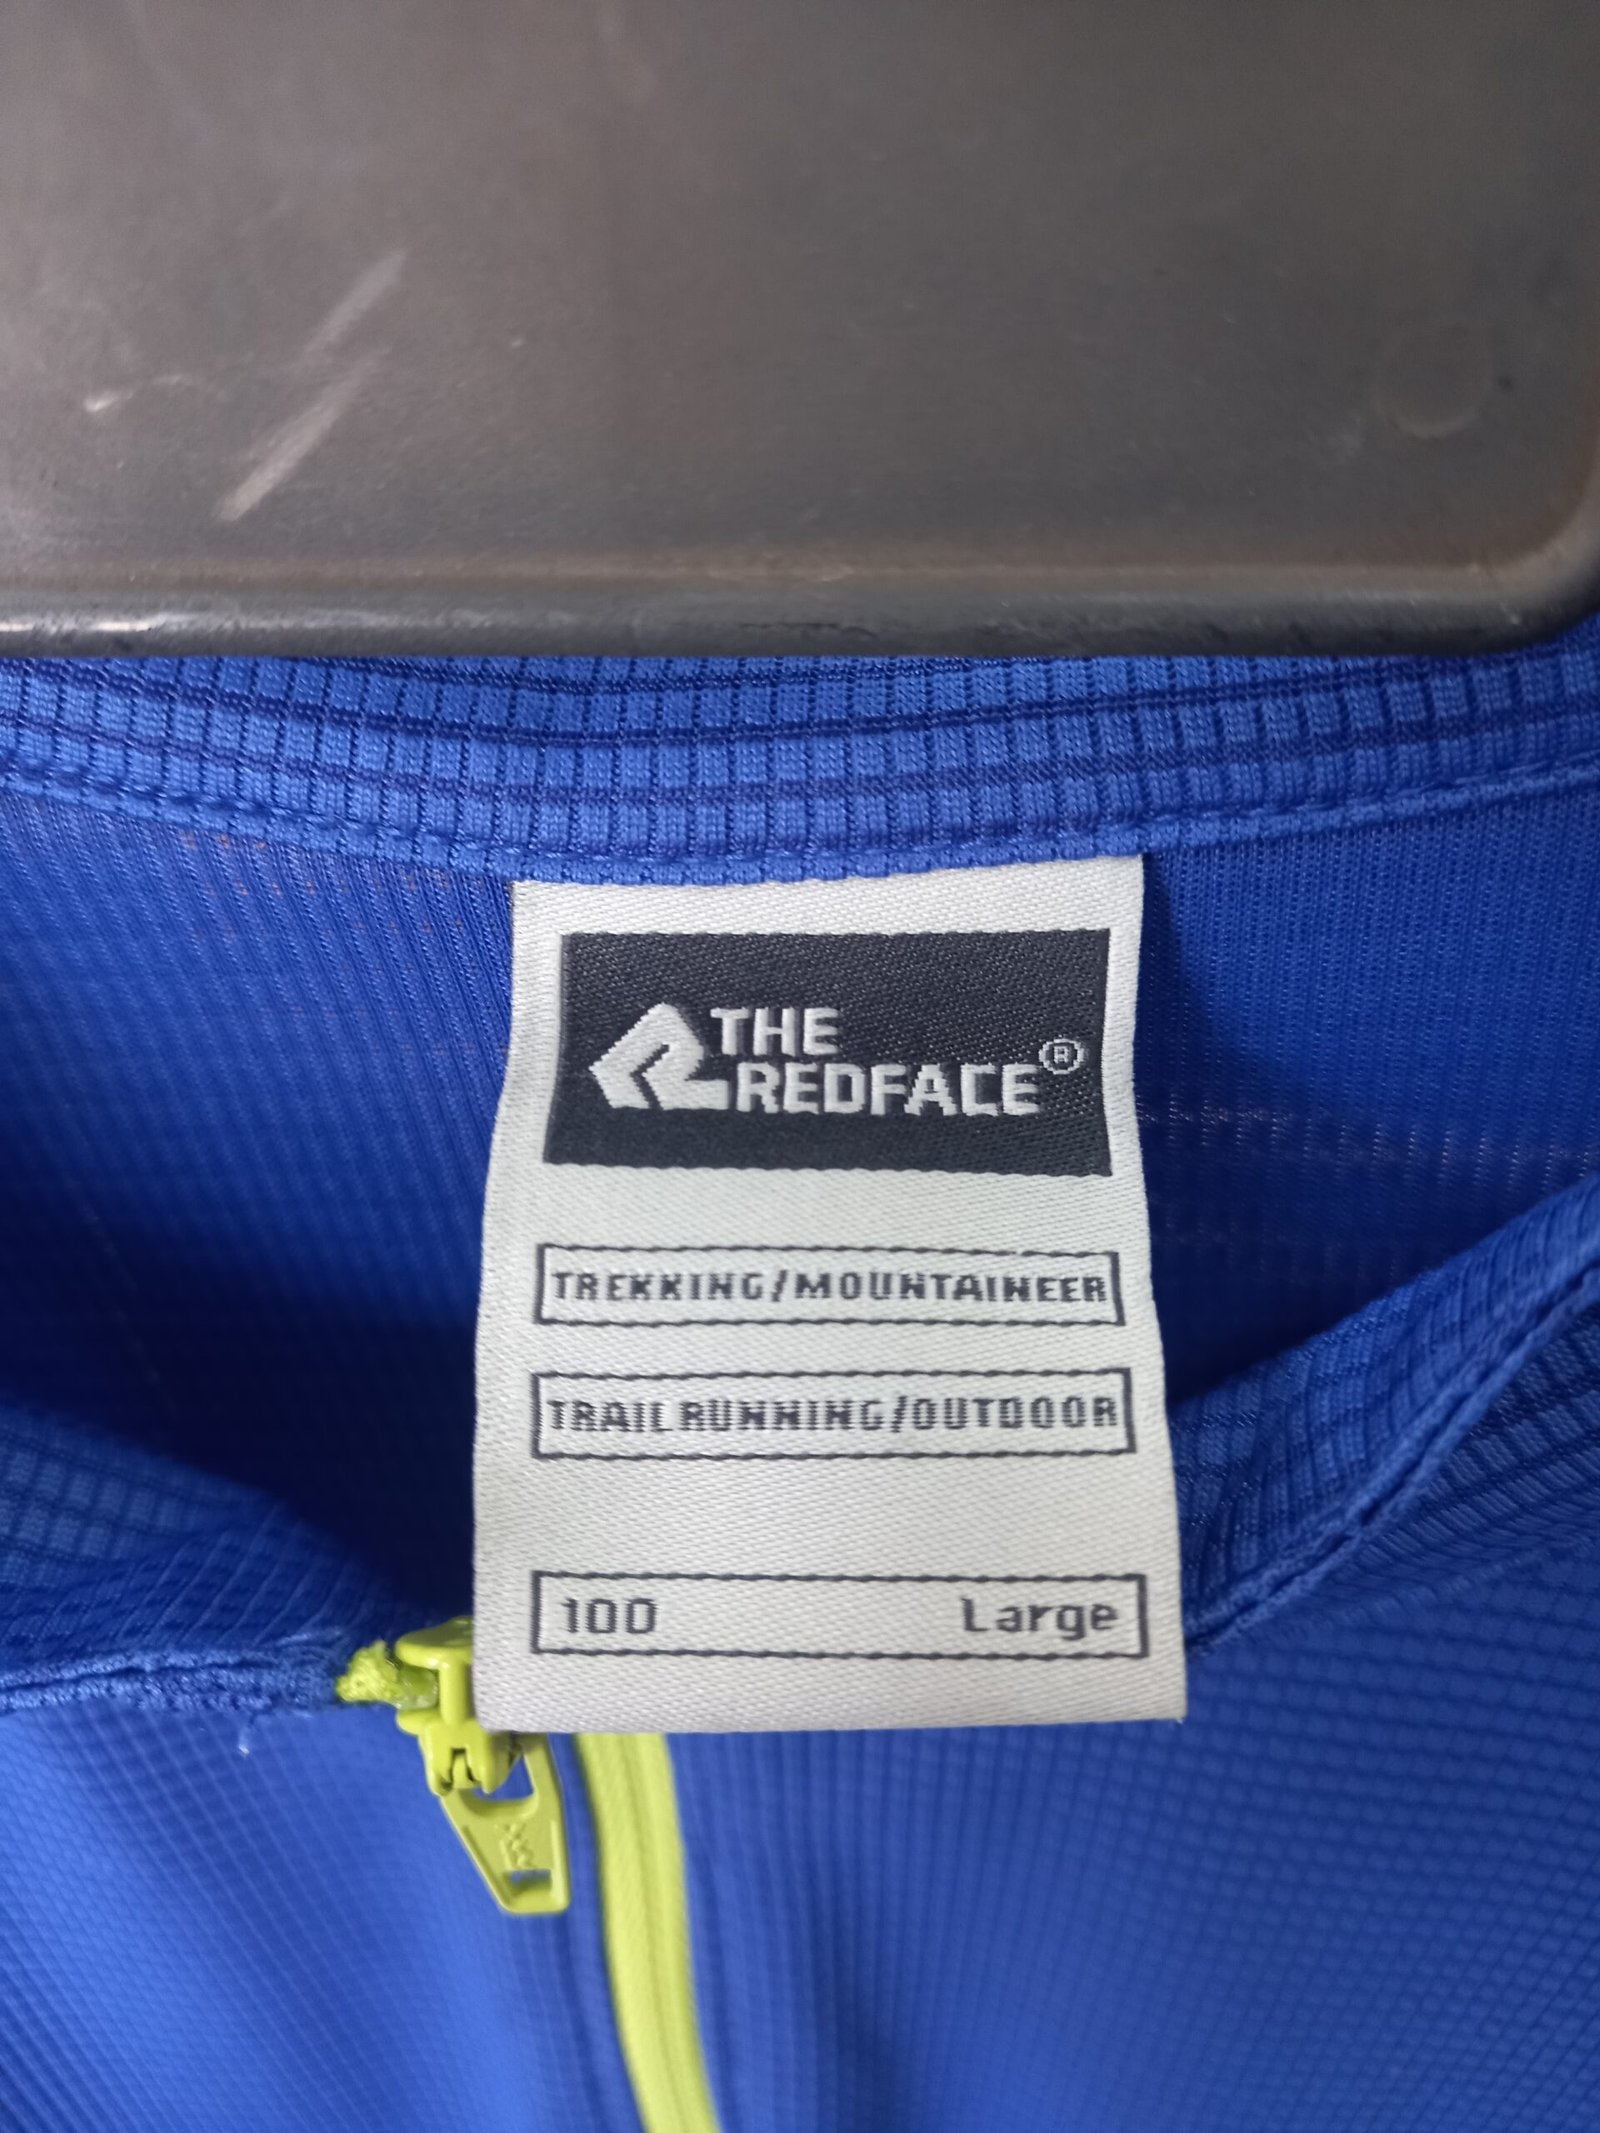 THE
REDFACE®
TREKKING/MOUNTAINEER
TRAILRUNNING/OUTDOOR
100 Large